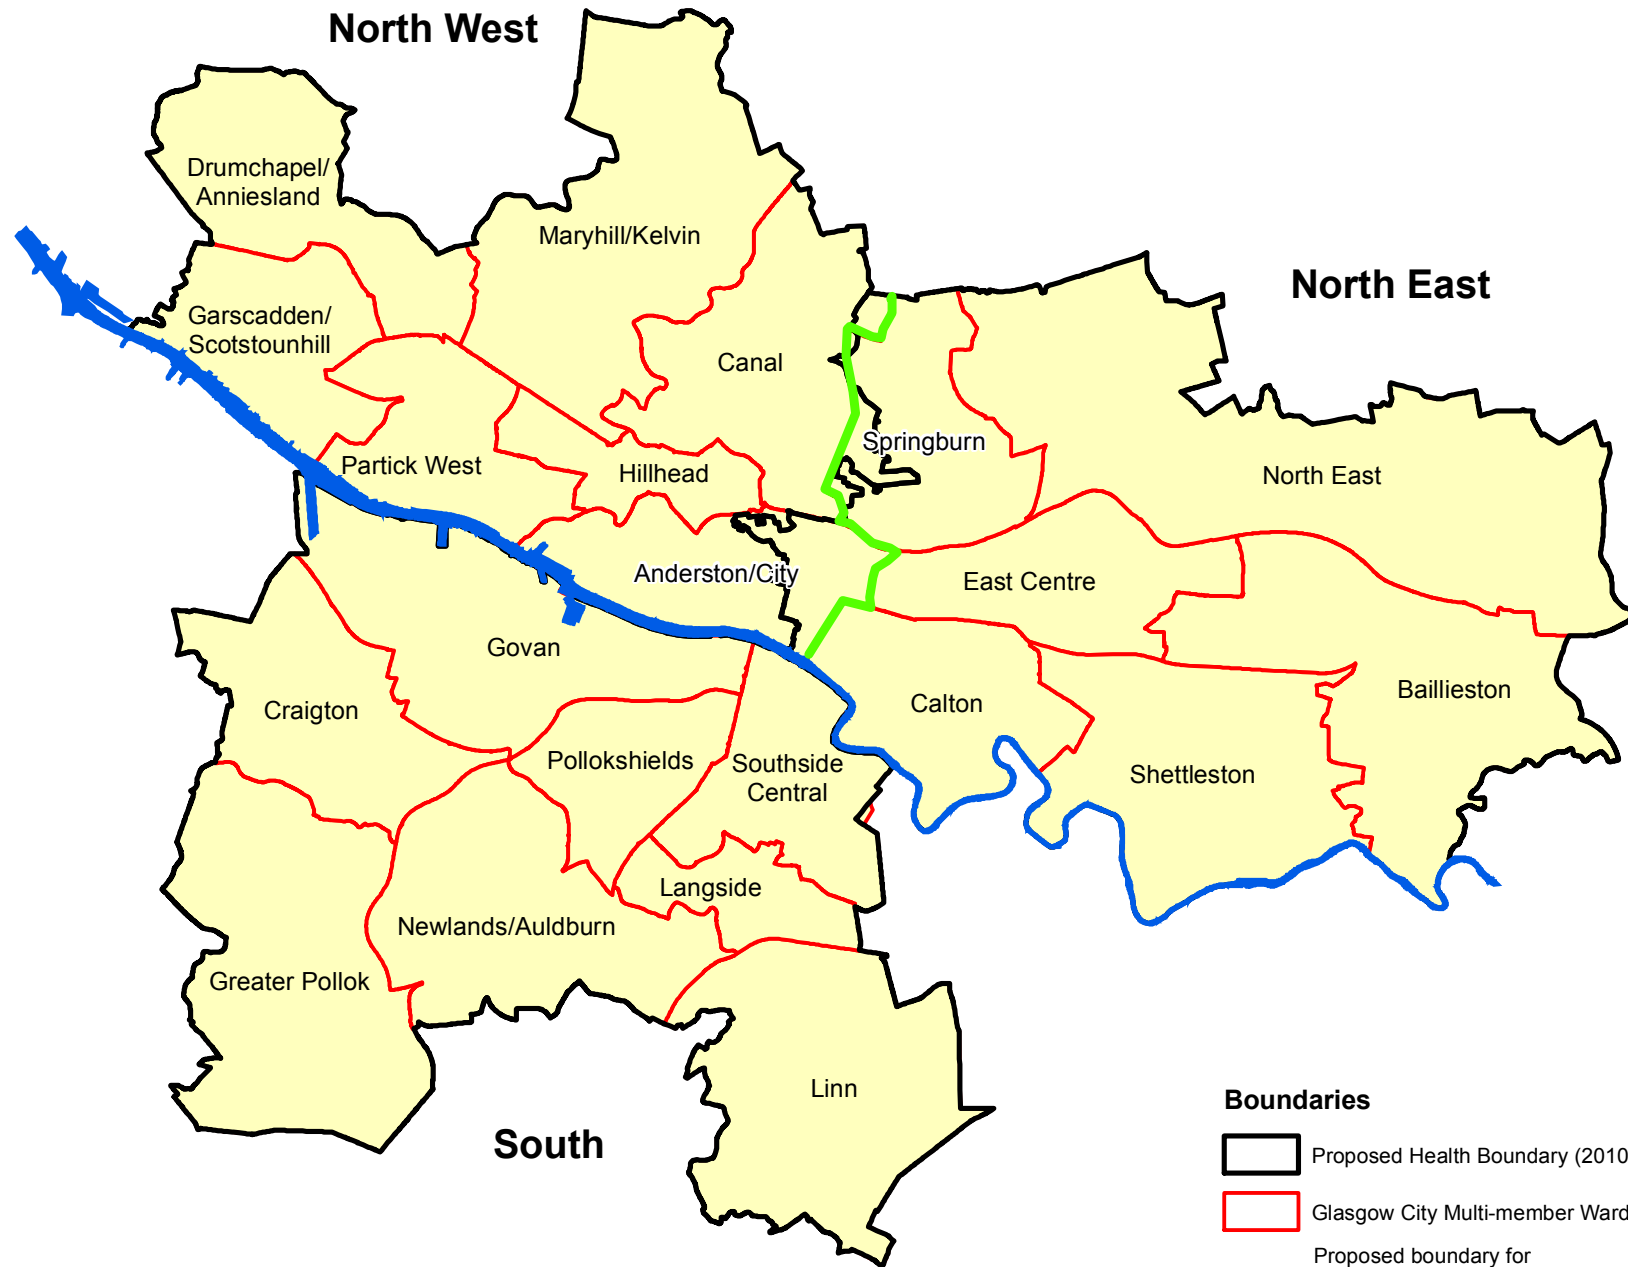 North West
Drumchapel/
Anniesland
Maryhill/Kelvin
North East
Garscadden/
Scotstounhill
Canal
Springburn
Partick West
Hillhead
North East
Anderston/City
East Centre
Govan
Craigton
Calton
Baillieston
Pollokshields
Southside
Central
Shettleston
Langside
Newlands/Auldburn
Greater Pollok
Linn
South
Boundaries
Proposed Health Boundary (2010
Glasgow City Multi-member Ward
Proposed boundary for